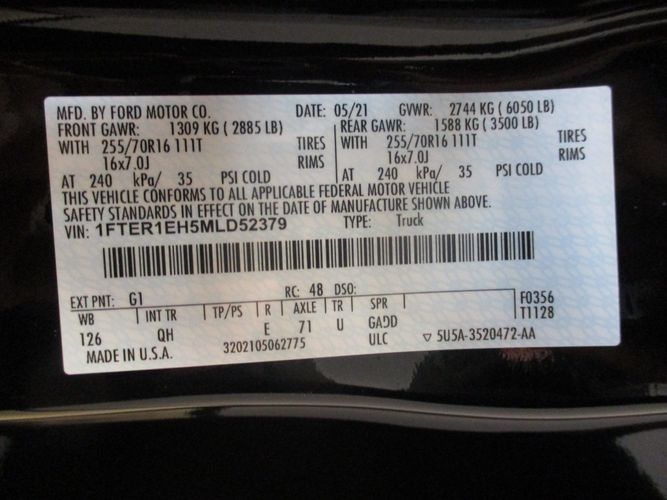 MFD. BY FORD MOTOR CO. DATE: 05/21 GVWR: 2744 KG ( 6050 LB)
FRONT GAWR: 1309 KG ( 2885 LB) REAR GAWR: 1588 KG ( 3500 LB)
WITH 255/70R16 111T TIRES WITH 255/70R16 111T TIRES
16x7.0J RIMS 16x7.0J RIMS
AT 240 kPa/ 35 PSI COLD AT 240 kPa/ 35 PSI COLD
THIS VEHICLE CONFORMS TO ALL APPLICABLE FEDERAL MOTOR VEHICLE
SAFETY STANDARDS IN EFFECT ON THE DATE OF MANUFACTURE SHOWN ABOVE.
VIN: 1FTER1EH5MLD52379 TYPE: Truck
EXT PNT: G1 RC: 48 DSO: F0356
WB INT TR TP/PS R AXLE TR SPR T1128
126 QH E 71 U GADD
MADE IN U.S.A. 3202105062775 ULC ▽ 5U5A-3520472-AA